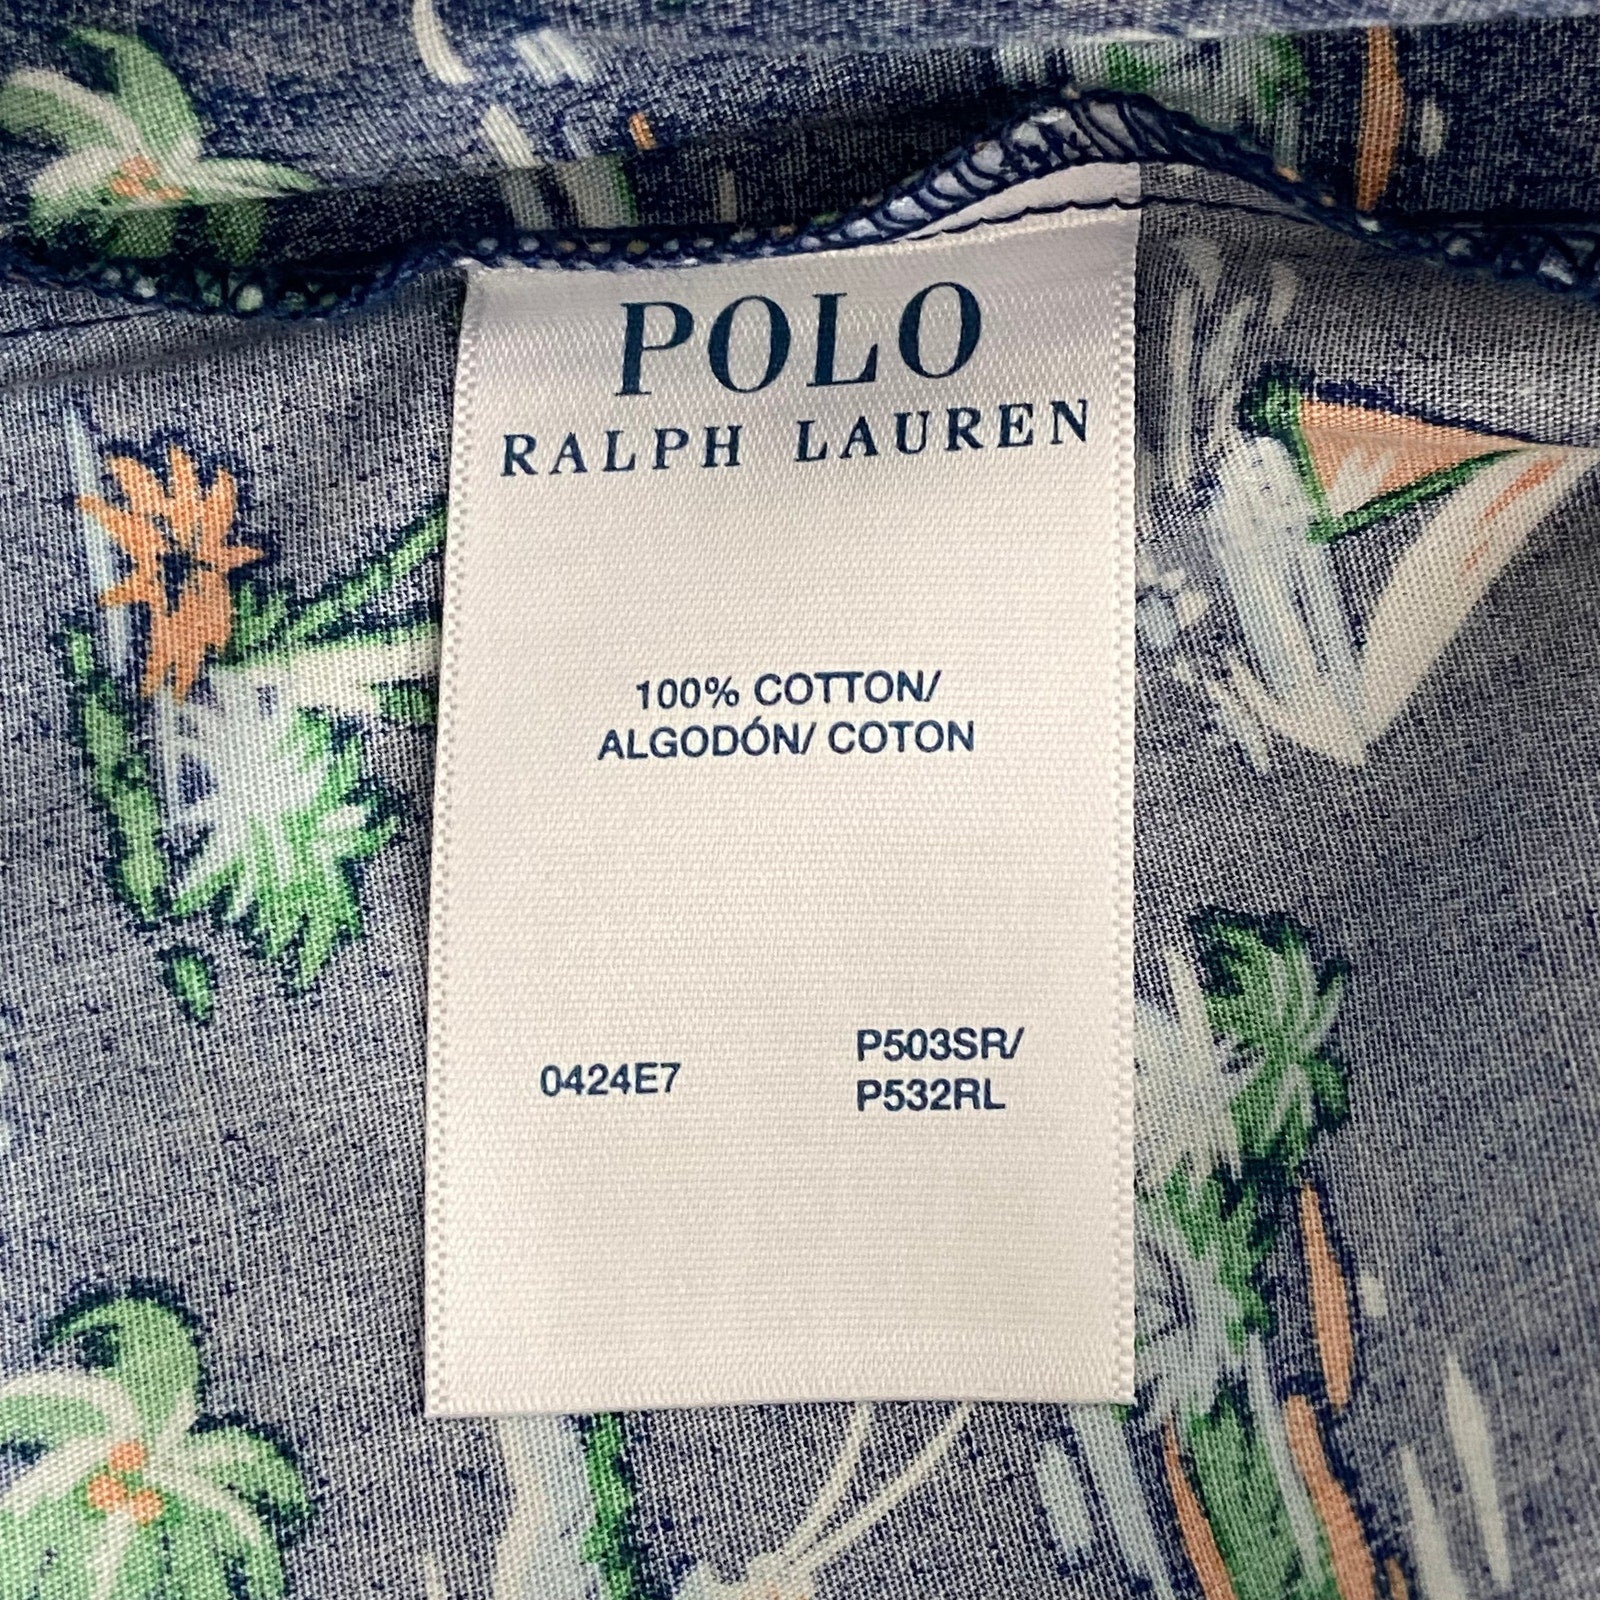 POLO
RALPH LAUREN
100% COTTON/
ALGODÓN/ COTON
0424E7
P503SR/
P532RL